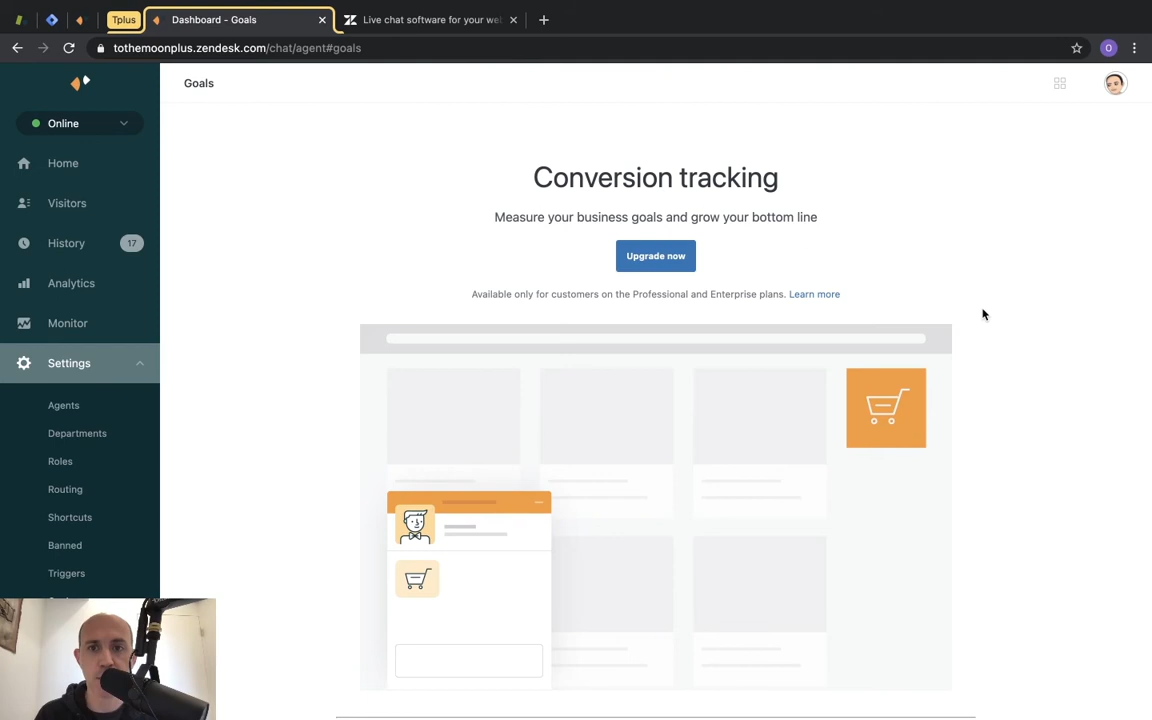 Tplus
Dashboard - Goals
Live chat software for your we
tothemoonplus.zendesk.com/chat/agent#goals
O
Goals
Online
Home
Visitors
History 17
Analytics
Monitor
Settings
Agents
Departments
Roles
Routing
Shortcuts
Banned
Triggers
Conversion tracking
Measure your business goals and grow your bottom line
Upgrade now
Available only for customers on the Professional and Enterprise plans. Learn more